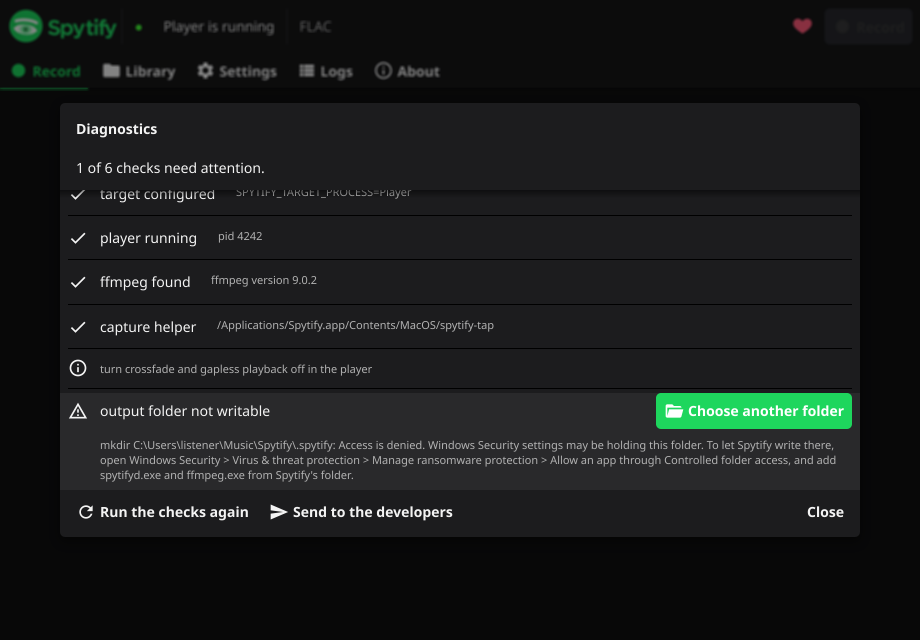 Spytify
Player is running
FLAC
Record
Record
Library
Settings
Logs
About
Diagnostics
1 of 6 checks need attention.
target configured SPYTIFY_TARGET_PROCESS=Player
player running pid 4242
ffmpeg found ffmpeg version 9.0.2
capture helper /Applications/Spytify.app/Contents/MacOS/spytify-tap
turn crossfade and gapless playback off in the player
output folder not writable
Choose another folder
mkdir C:\Users\listener\Music\Spytify\.spytify: Access is denied. Windows Security settings may be holding this folder. To let Spytify write there,
open Windows Security > Virus & threat protection > Manage ransomware protection > Allow an app through Controlled folder access, and add
spytifyd.exe and ffmpeg.exe from Spytify's folder.
Run the checks again
Send to the developers
Close